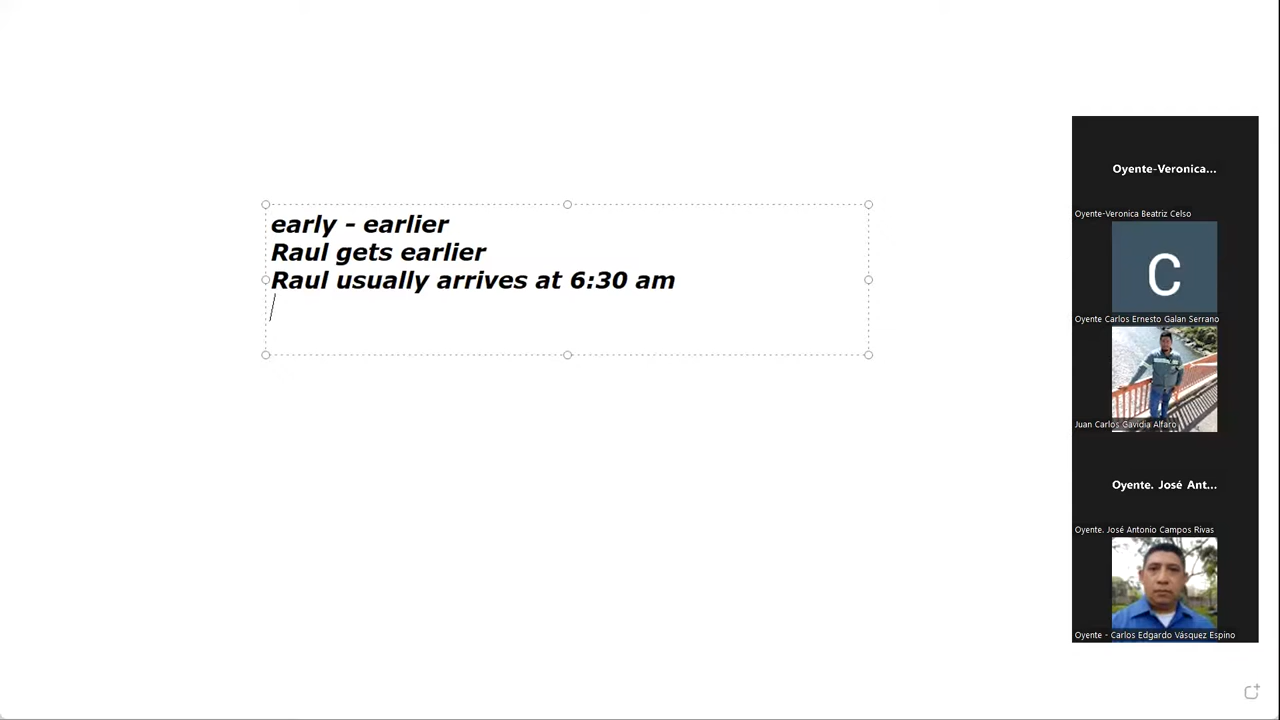 early - earlier
Raul gets earlier
Raul usually arrives at 6:30 am
Oyente-Veronica...
Oyente-Veronica Beatriz Celso
C
Oyente Carlos Ernesto Galan Serrano
Juan Carlos Gavidia Alfaro
Oyente. José Ant...
Oyente. José Antonio Campos Rivas
Oyente - Carlos Edgardo Vásquez Espino